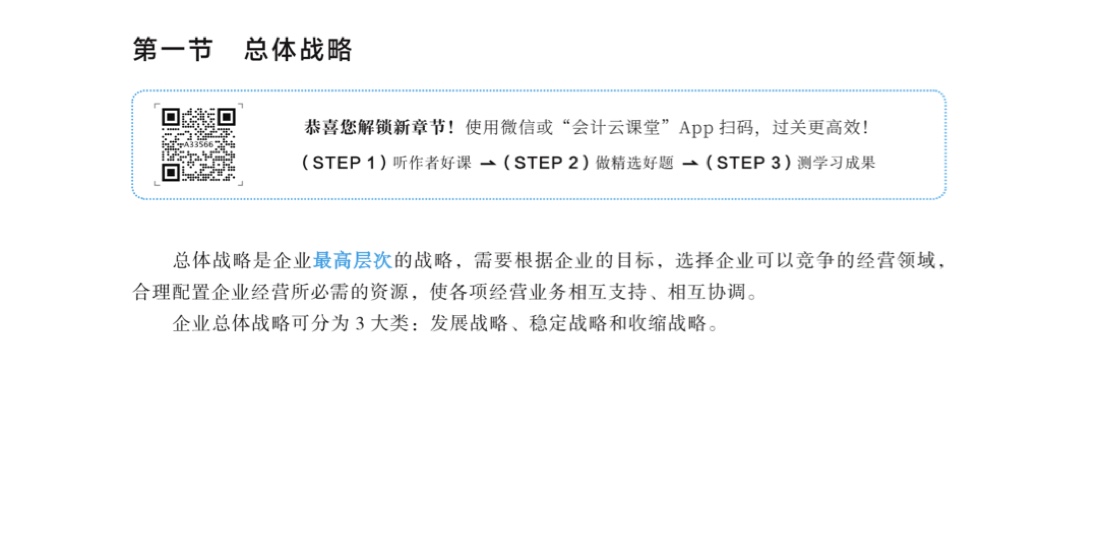 第一节 总体战略
A33566
恭喜您解锁新章节！使用微信或“会计云课堂”App 扫码，过关更高效！
（STEP 1）听作者好课 ⇀（STEP 2）做精选好题 ⇀（STEP 3）测学习成果
总体战略是企业最高层次的战略，需要根据企业的目标，选择企业可以竞争的经营领域，
合理配置企业经营所必需的资源，使各项经营业务相互支持、相互协调。
企业总体战略可分为 3 大类：发展战略、稳定战略和收缩战略。